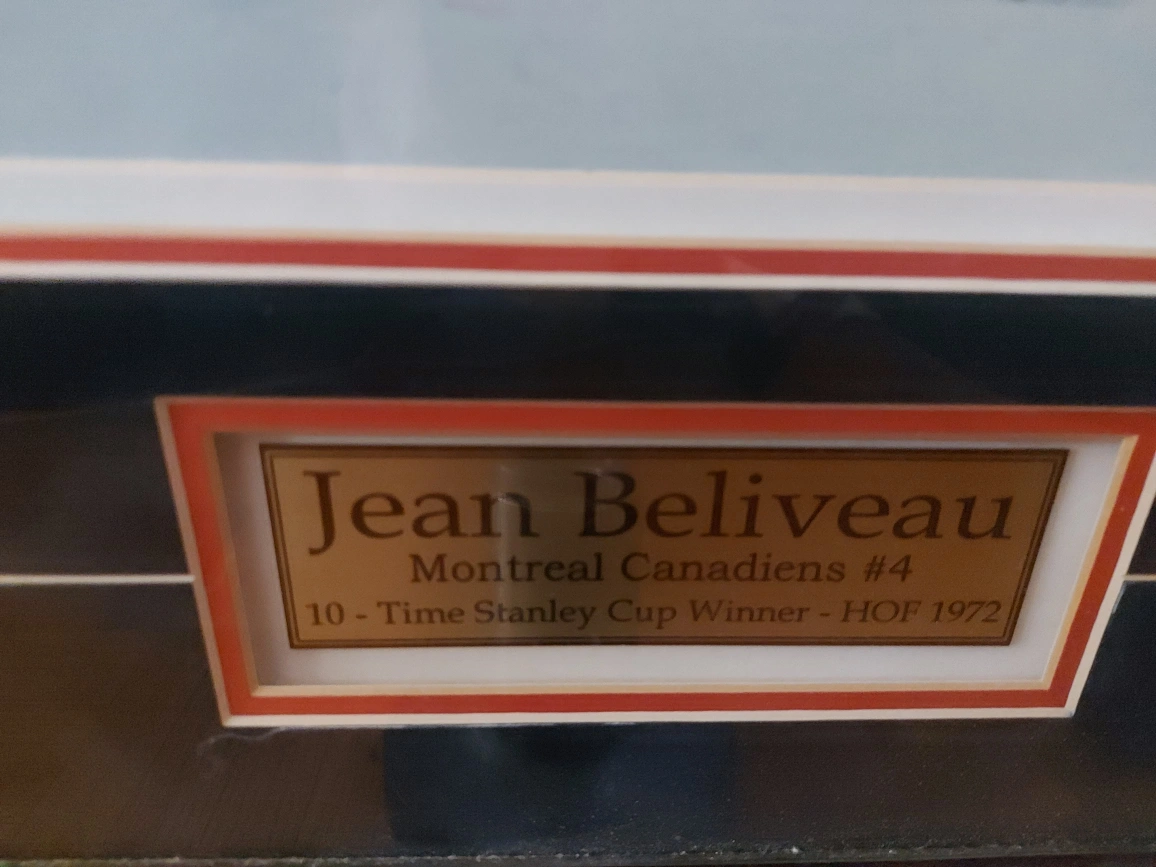 Jean Beliveau
Montreal Canadiens #4
10 - Time Stanley Cup Winner - HOF 1972